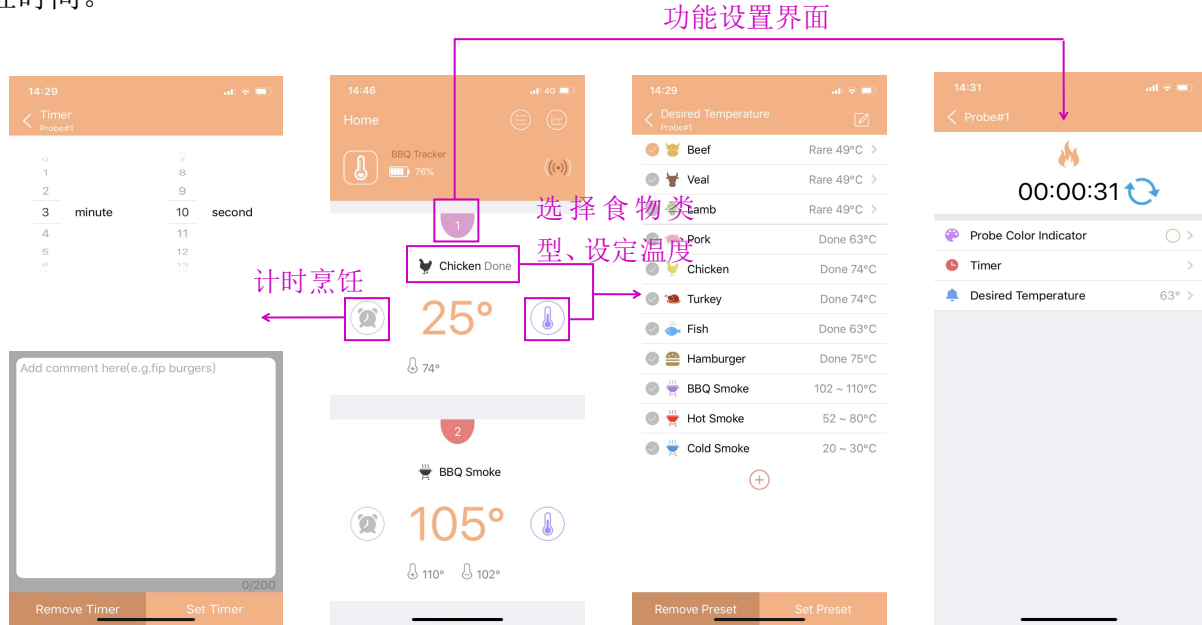 时间。
功能设置界面
14:29
Timer
Probe#1
0
1
2
3 minute
4
5
6
7
8
9
10 second
11
12
13
Add comment here(e.g.fip burgers)
0/200
Remove Timer Set Timer
计时烹饪
14:46 4G
Home
BBQ Tracker
76%
1
Chicken Done
25°
74°
2
BBQ Smoke
105°
110° 102°
选择食物类
型、设定温度
14:29
Desired Temperature
Probe#1
Beef Rare 49°C >
Veal Rare 49°C >
Lamb Rare 49°C >
Pork Done 63°C
Chicken Done 74°C
Turkey Done 74°C
Fish Done 63°C
Hamburger Done 75°C
BBQ Smoke 102 ~ 110°C
Hot Smoke 52 ~ 80°C
Cold Smoke 20 ~ 30°C
Remove Preset Set Preset
14:31
Probe#1
00:00:31
Probe Color Indicator >
Timer >
Desired Temperature 63° >